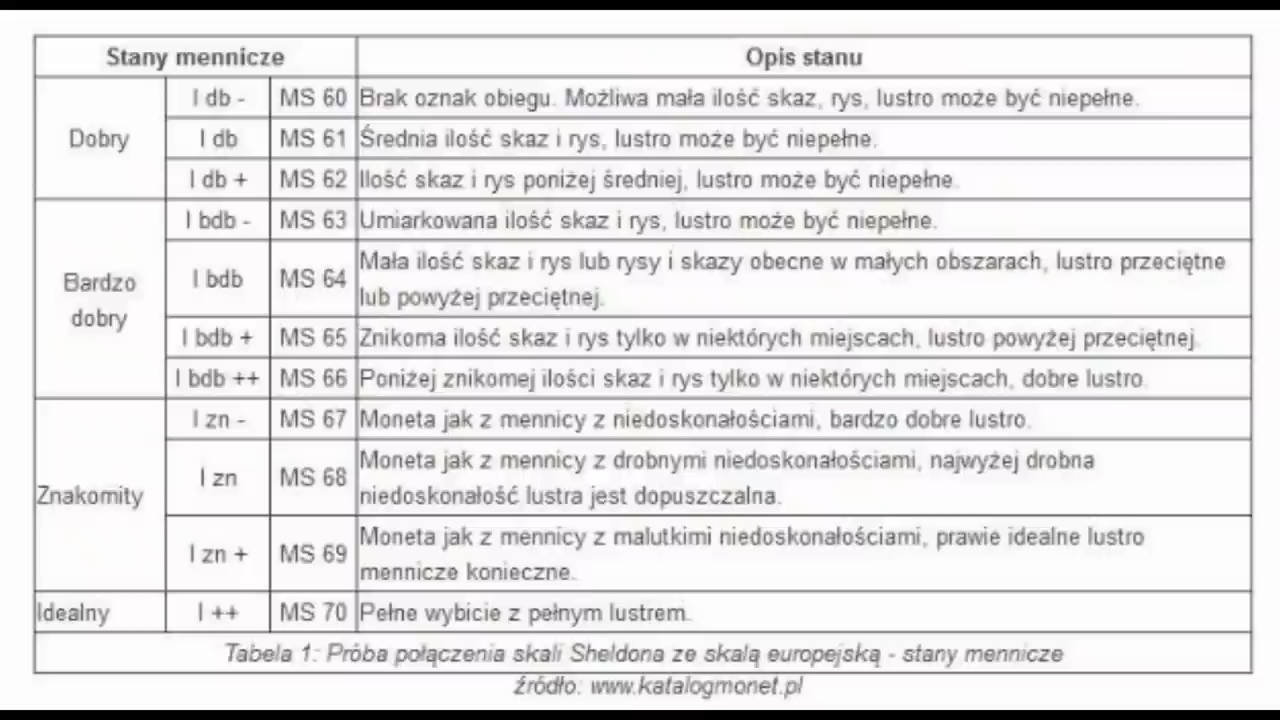 Stany mennicze Opis stanu
Dobry
I db - MS 60 Brak oznak obiegu. Możliwa mała ilość skaz, rys, lustro może być niepełne.
I db MS 61 Średnia ilość skaz i rys, lustro może być niepełne.
I db + MS 62 Ilość skaz i rys poniżej średniej, lustro może być niepełne.
Bardzo
dobry
I bdb - MS 63 Umiarkowana ilość skaz i rys, lustro może być niepełne.
I bdb MS 64 Mała ilość skaz i rys lub rysy i skazy obecne w małych obszarach, lustro przeciętne
lub powyżej przeciętnej.
I bdb + MS 65 Znikoma ilość skaz i rys tylko w niektórych miejscach, lustro powyżej przeciętnej.
I bdb ++ MS 66 Poniżej znikomej ilości skaz i rys tylko w niektórych miejscach, dobre lustro.
Znakomity
I zn - MS 67 Moneta jak z mennicy z niedoskonałościami, bardzo dobre lustro.
I zn MS 68 Moneta jak z mennicy z drobnymi niedoskonałościami, najwyżej drobna
niedoskonałość lustra jest dopuszczalna.
I zn + MS 69 Moneta jak z mennicy z malutkimi niedoskonałościami, prawie idealne lustro
mennicze konieczne.
Idealny I ++ MS 70 Pełne wybicie z pełnym lustrem.
Tabela 1: Próba połączenia skali Sheldona ze skalą europejską - stany mennicze
źródło: www.katalogmonet.pl